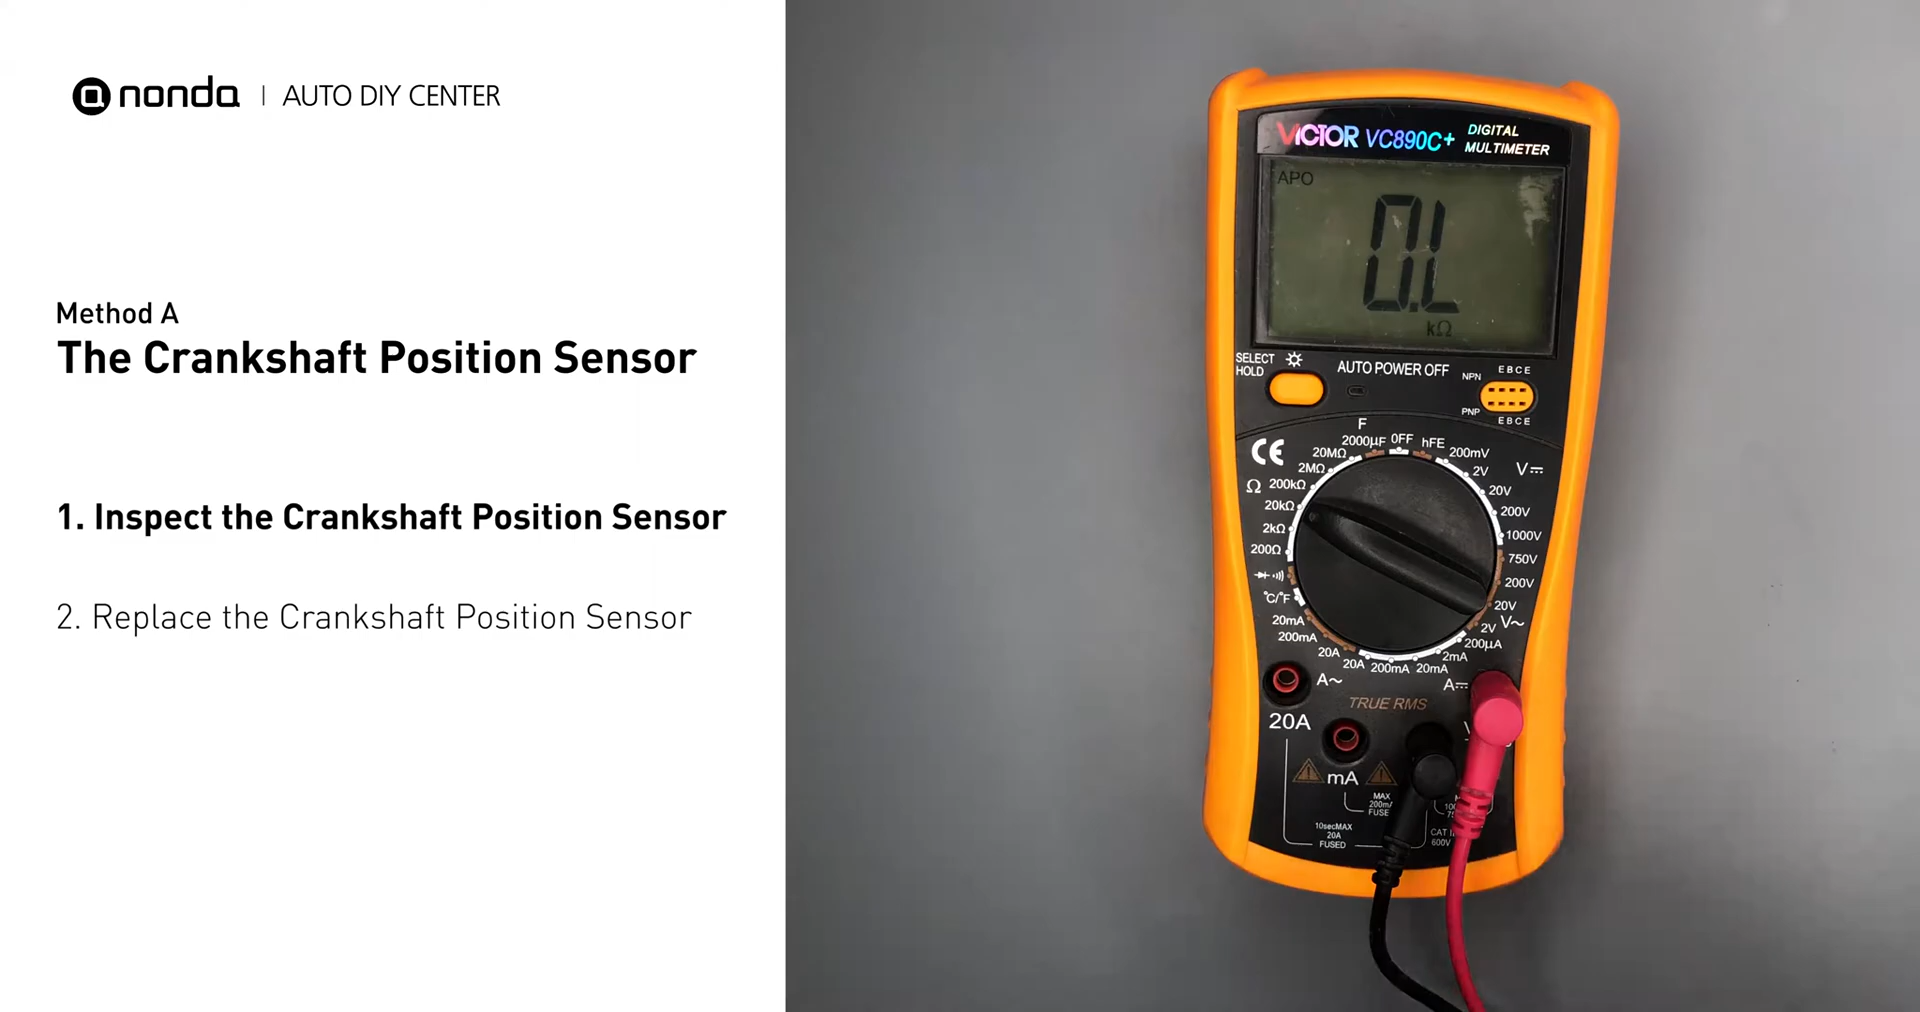 nonda | AUTO DIY CENTER
Method A
The Crankshaft Position Sensor
1. Inspect the Crankshaft Position Sensor
2. Replace the Crankshaft Position Sensor
VICTOR VC890C+ DIGITAL MULTIMETER
APO
0.L
kΩ
SELECT
HOLD
AUTO POWER OFF
NPN
EBCE
PNP
EBCE
CE
F
2000µF
OFF
hFE
200mV
2V
V
20V
200V
1000V
750V
200V
20V
2V
V~
200µA
2mA
20mA
200mA
20A
A
20MΩ
2MΩ
Ω
200kΩ
20kΩ
2kΩ
200Ω
°C/°F
20mA
200mA
20A
A~
20A
TRUE RMS
mA
MAX
200mA
FUSED
10secMAX
20A
FUSED
CAT
600V